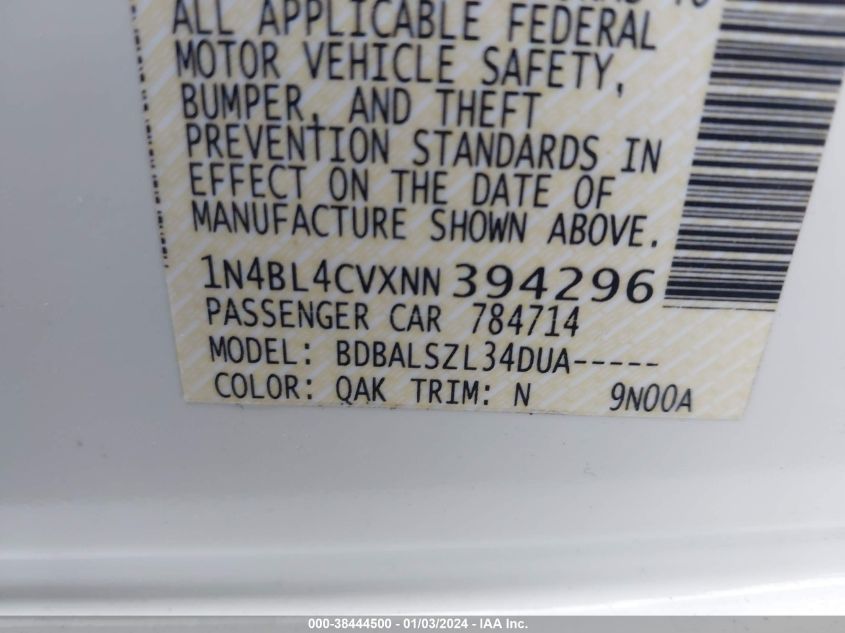 ALL APPLICABLE FEDERAL
MOTOR VEHICLE SAFETY,
BUMPER, AND THEFT
PREVENTION STANDARDS IN
EFFECT ON THE DATE OF
MANUFACTURE SHOWN ABOVE.
1N4BL4CVXNN394296
PASSENGER CAR 784714
MODEL: BDBALSZL34DUA-----
COLOR: QAK TRIM: N 9N00A
000-38444500 - 01/03/2024 - IAA Inc.